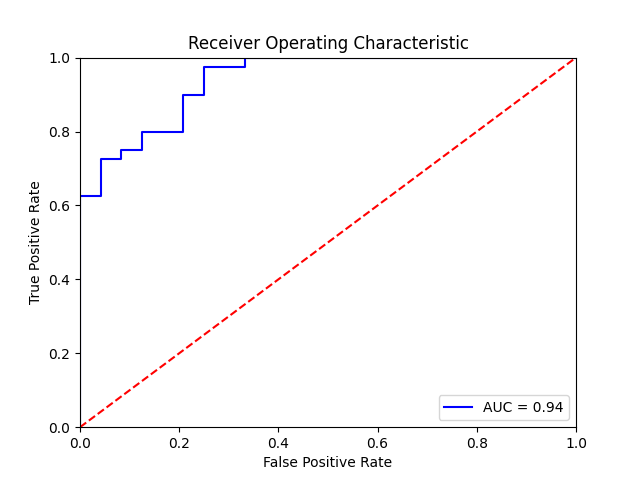 Receiver Operating Characteristic
True Positive Rate
1.0
0.8
0.6
0.4
0.2
0.0
AUC = 0.94
0.0 0.2 0.4 0.6 0.8 1.0
False Positive Rate